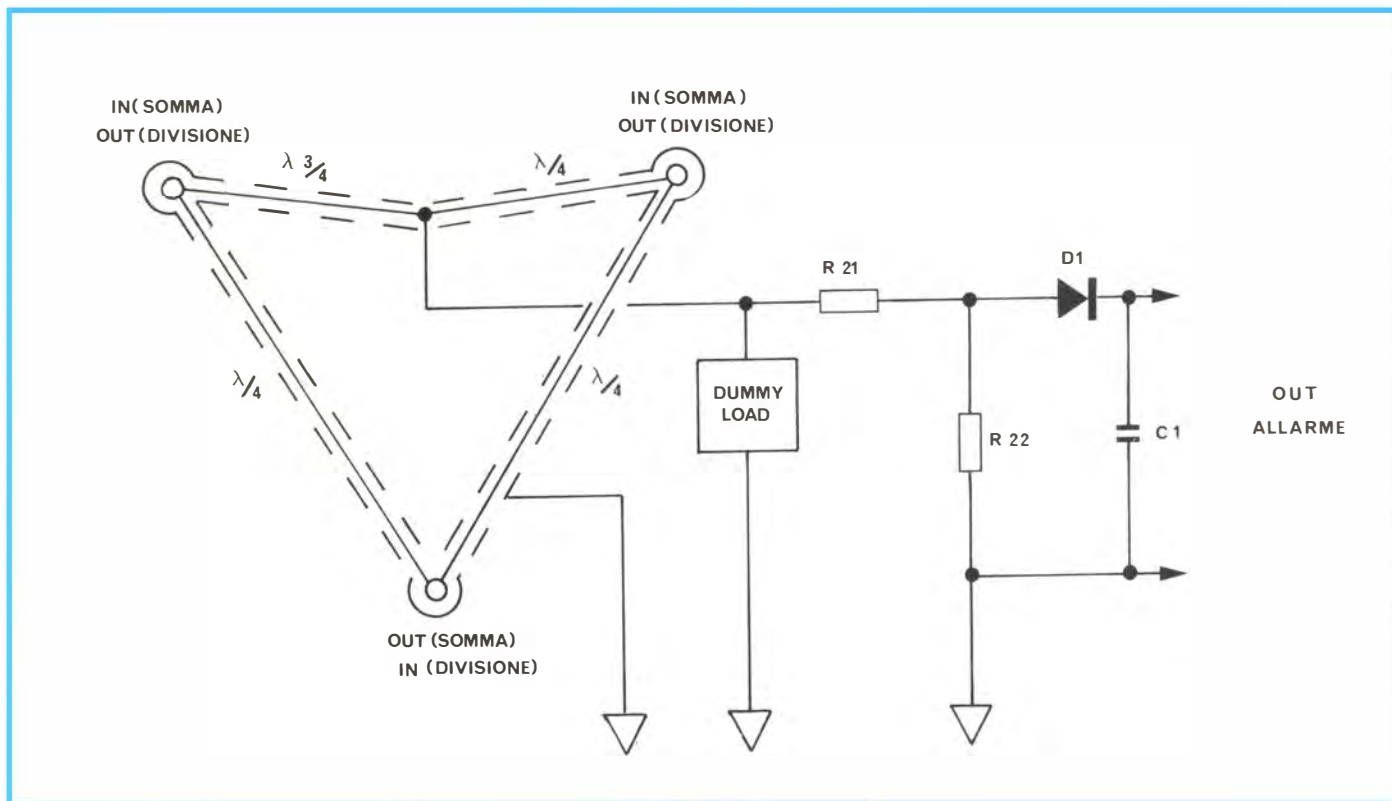 IN(SOMMA)
OUT(DIVISIONE)
IN(SOMMA)
OUT(DIVISIONE)
λ 3/4
λ/4
λ/4
λ/4
R 21
D1
DUMMY
LOAD
R 22
C1
OUT
ALLARME
OUT(SOMMA)
IN (DIVISIONE)